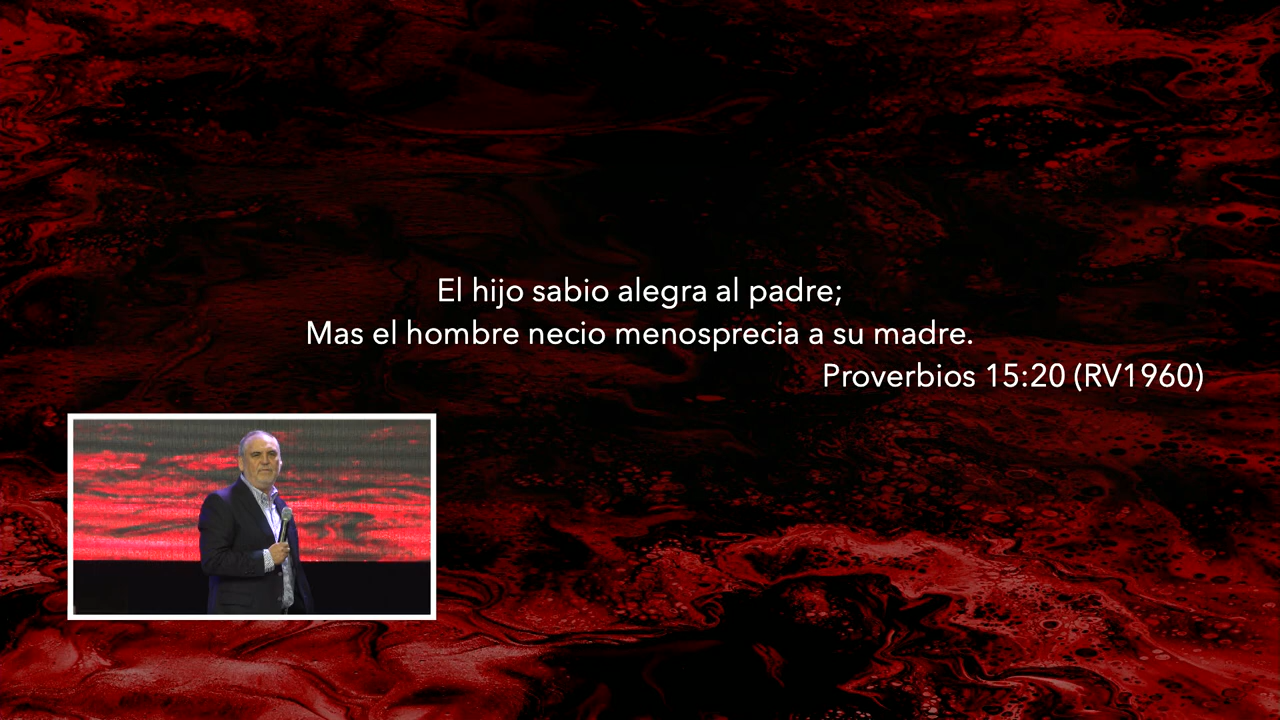 El hijo sabio alegra al padre;
Mas el hombre necio menosprecia a su madre.
Proverbios 15:20 (RV1960)